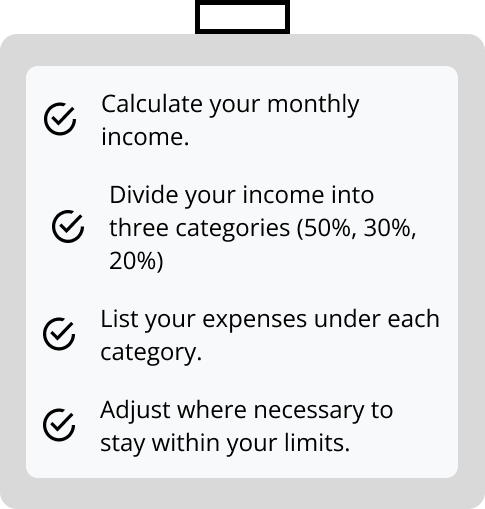 Calculate your monthly
income.
Divide your income into
three categories (50%, 30%,
20%)
List your expenses under each
category.
Adjust where necessary to
stay within your limits.